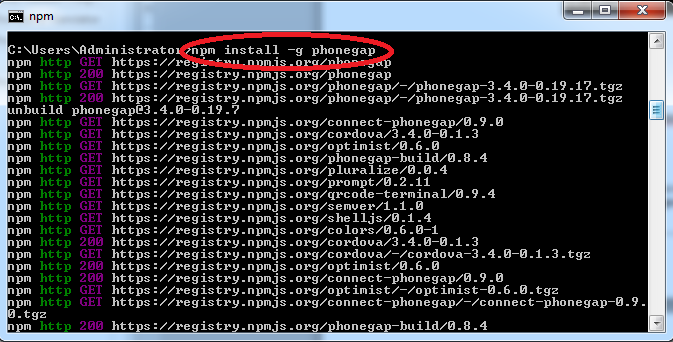 npm
C:\Users\Administrator>npm install -g phonegap
npm http GET https://registry.npmjs.org/phonegap
npm http 200 https://registry.npmjs.org/phonegap
npm http GET https://registry.npmjs.org/phonegap/-/phonegap-3.4.0-0.19.17.tgz
npm http 200 https://registry.npmjs.org/phonegap/-/phonegap-3.4.0-0.19.17.tgz
unbuild phonegap@3.4.0-0.19.7
npm http GET https://registry.npmjs.org/connect-phonegap/0.9.0
npm http GET https://registry.npmjs.org/cordova/3.4.0-0.1.3
npm http GET https://registry.npmjs.org/optimist/0.6.0
npm http GET https://registry.npmjs.org/phonegap-build/0.8.4
npm http GET https://registry.npmjs.org/pluralize/0.0.4
npm http GET https://registry.npmjs.org/prompt/0.2.11
npm http GET https://registry.npmjs.org/qrcode-terminal/0.9.4
npm http GET https://registry.npmjs.org/semver/1.1.0
npm http GET https://registry.npmjs.org/shelljs/0.1.4
npm http GET https://registry.npmjs.org/colors/0.6.0-1
npm http 200 https://registry.npmjs.org/cordova/3.4.0-0.1.3
npm http GET https://registry.npmjs.org/cordova/-/cordova-3.4.0-0.1.3.tgz
npm http 200 https://registry.npmjs.org/optimist/0.6.0
npm http 200 https://registry.npmjs.org/connect-phonegap/0.9.0
npm http GET https://registry.npmjs.org/optimist/-/optimist-0.6.0.tgz
npm http GET https://registry.npmjs.org/connect-phonegap/-/connect-phonegap-0.9.
0.tgz
npm http 200 https://registry.npmjs.org/phonegap-build/0.8.4